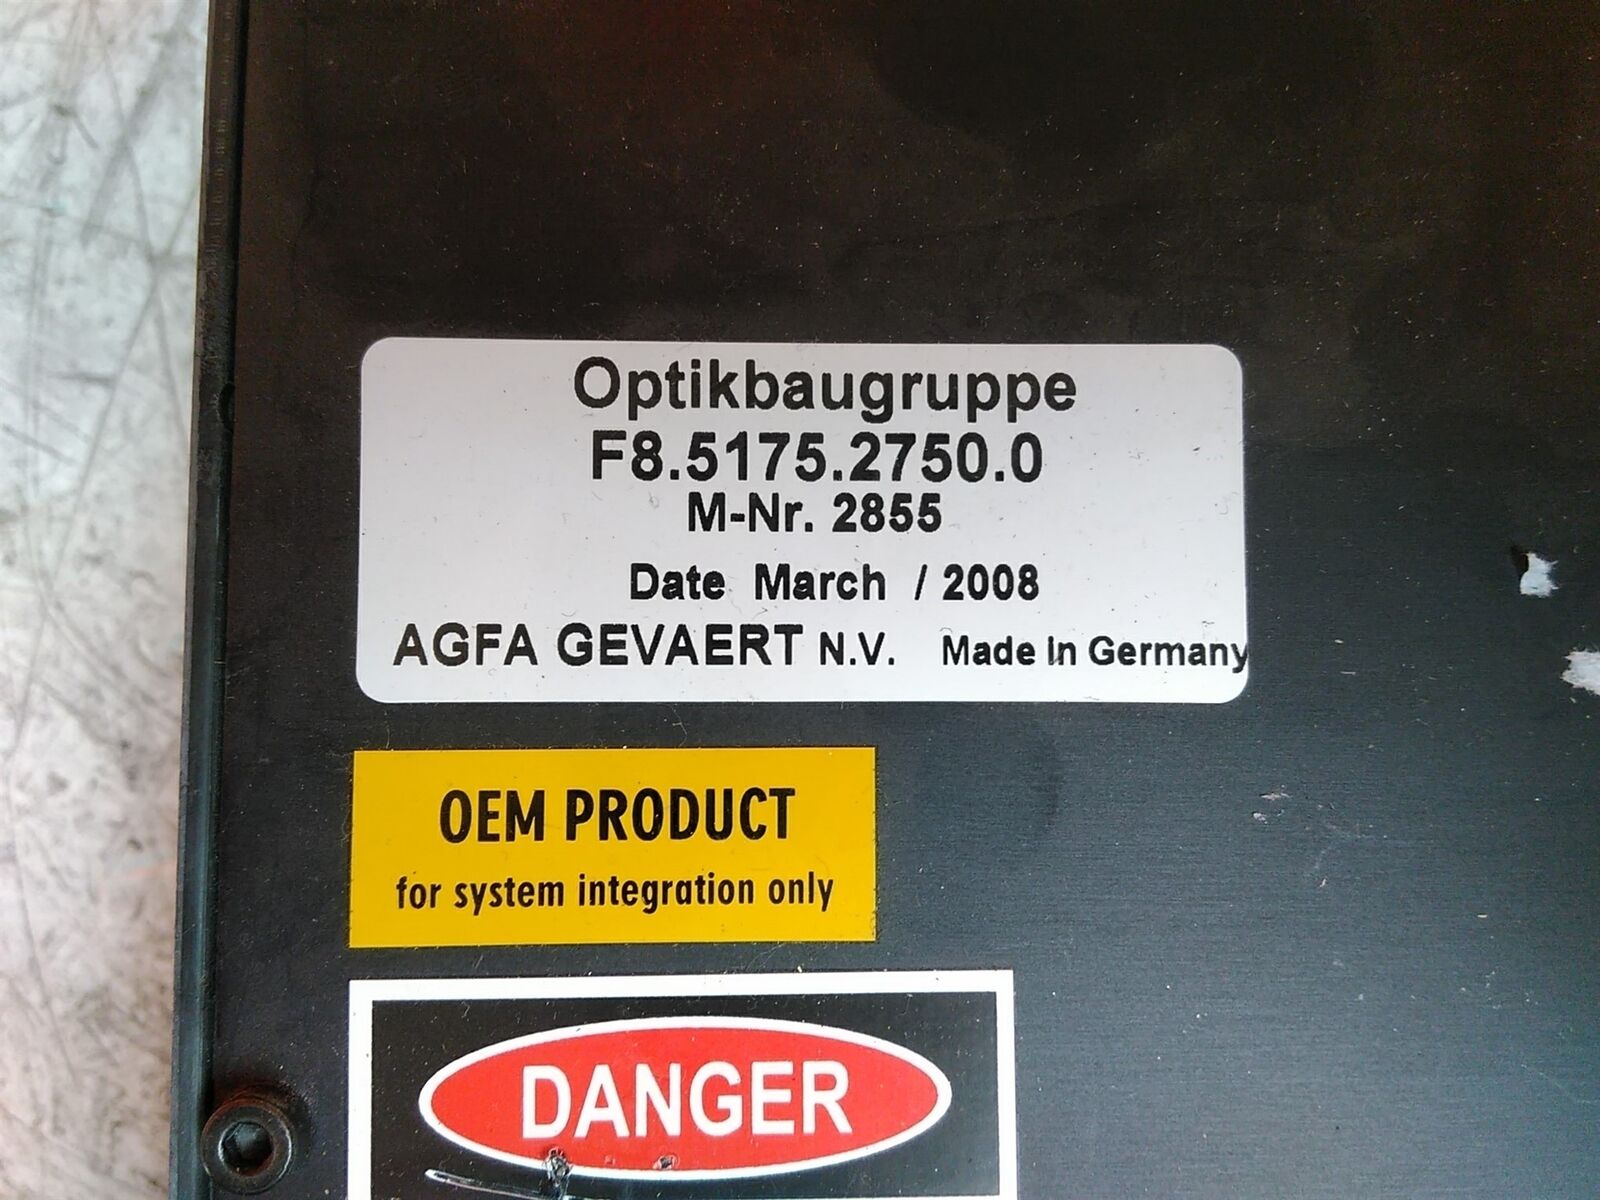 Optikbaugruppe
F8.5175.2750.0
M-Nr. 2855
Date March / 2008
AGFA GEVAERT N.V. Made In Germany
OEM PRODUCT
for system integration only
DANGER